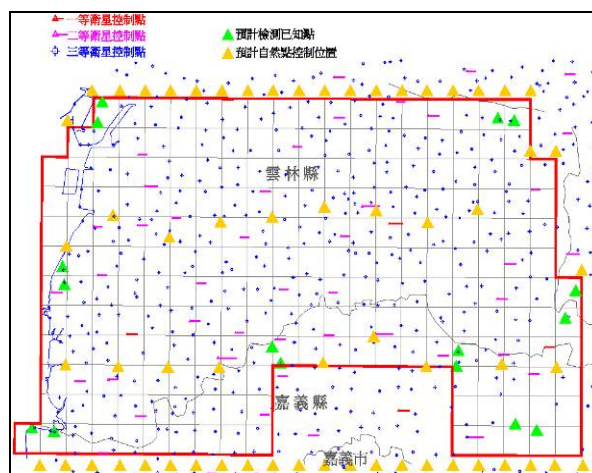 一等衛星控制點
二等衛星控制點
三等衛星控制點
預計檢測已知點
預計自然點控制位置
雲林縣
嘉義縣
嘉義市